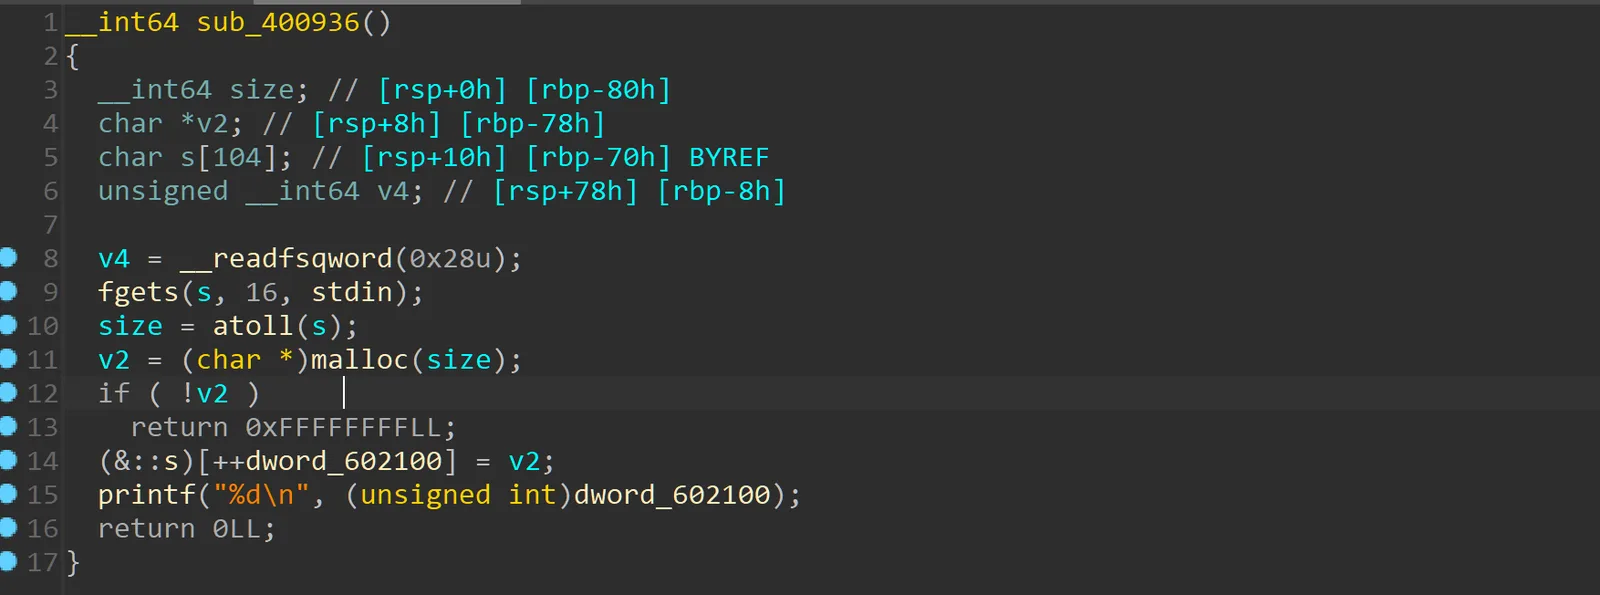 1 __int64 sub_400936()
2 {
3   __int64 size; // [rsp+0h] [rbp-80h]
4   char *v2; // [rsp+8h] [rbp-78h]
5   char s[104]; // [rsp+10h] [rbp-70h] BYREF
6   unsigned __int64 v4; // [rsp+78h] [rbp-8h]
7
8   v4 = __readfsqword(0x28u);
9   fgets(s, 16, stdin);
10   size = atoll(s);
11   v2 = (char *)malloc(size);
12   if ( !v2 )
13     return 0xFFFFFFFFLL;
14   (&::s)[++dword_602100] = v2;
15   printf("%d\n", (unsigned int)dword_602100);
16   return 0LL;
17 }